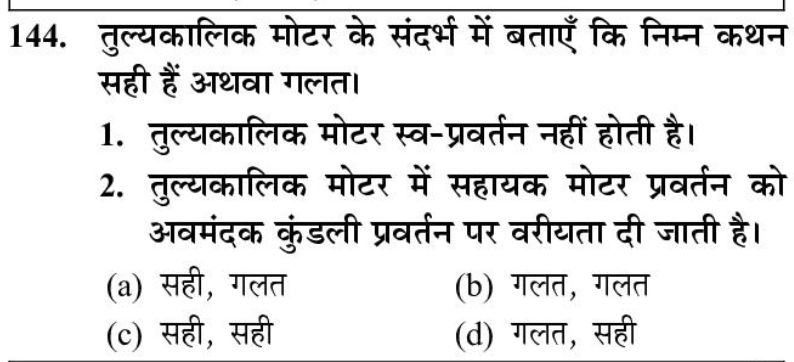 144. तुल्यकालिक मोटर के संदर्भ में बताएँ कि निम्न कथन
सही हैं अथवा गलत।
1. तुल्यकालिक मोटर स्व-प्रवर्तन नहीं होती है।
2. तुल्यकालिक मोटर में सहायक मोटर प्रवर्तन को
अवमंदक कुंडली प्रवर्तन पर वरीयता दी जाती है।
(a) सही, गलत (b) गलत, गलत
(c) सही, सही (d) गलत, सही